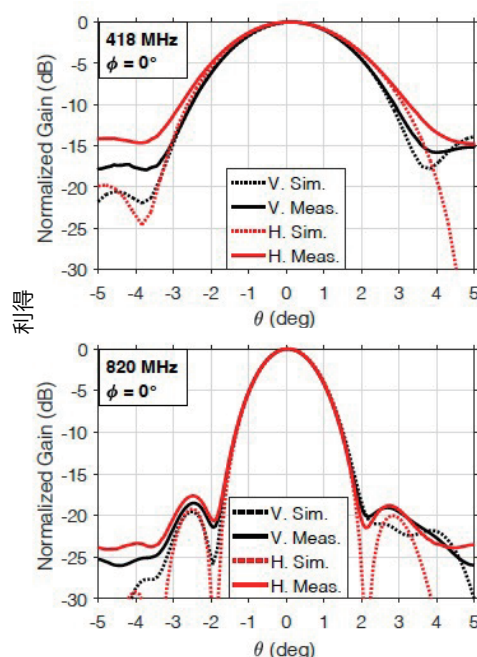 418 MHz
ϕ = 0°
Normalized Gain (dB)
0
-5
-10
-15
-20
-25
-30
V. Sim.
V. Meas.
H. Sim.
H. Meas.
-5 -4 -3 -2 -1 0 1 2 3 4 5
θ (deg)
利得
820 MHz
ϕ = 0°
Normalized Gain (dB)
0
-5
-10
-15
-20
-25
-30
V. Sim.
V. Meas.
H. Sim.
H. Meas.
-5 -4 -3 -2 -1 0 1 2 3 4 5
θ (deg)